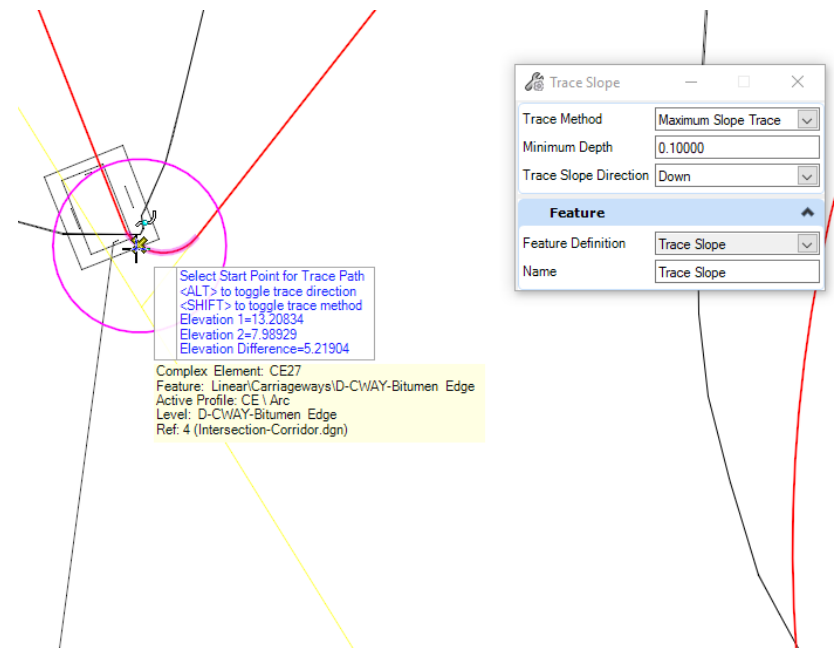 Trace Slope
Trace Method
Maximum Slope Trace
Minimum Depth
0.10000
Trace Slope Direction
Down
Feature
Feature Definition
Trace Slope
Name
Trace Slope
Select Start Point for Trace Path
<ALT> to toggle trace direction
<SHIFT> to toggle trace method
Elevation 1=13.20834
Elevation 2=7.98929
Elevation Difference=5.21904
Complex Element: CE27
Feature: Linear\Carriageways\D-CWAY-Bitumen Edge
Active Profile: CE \ Arc
Level: D-CWAY-Bitumen Edge
Ref: 4 (Intersection-Corridor.dgn)